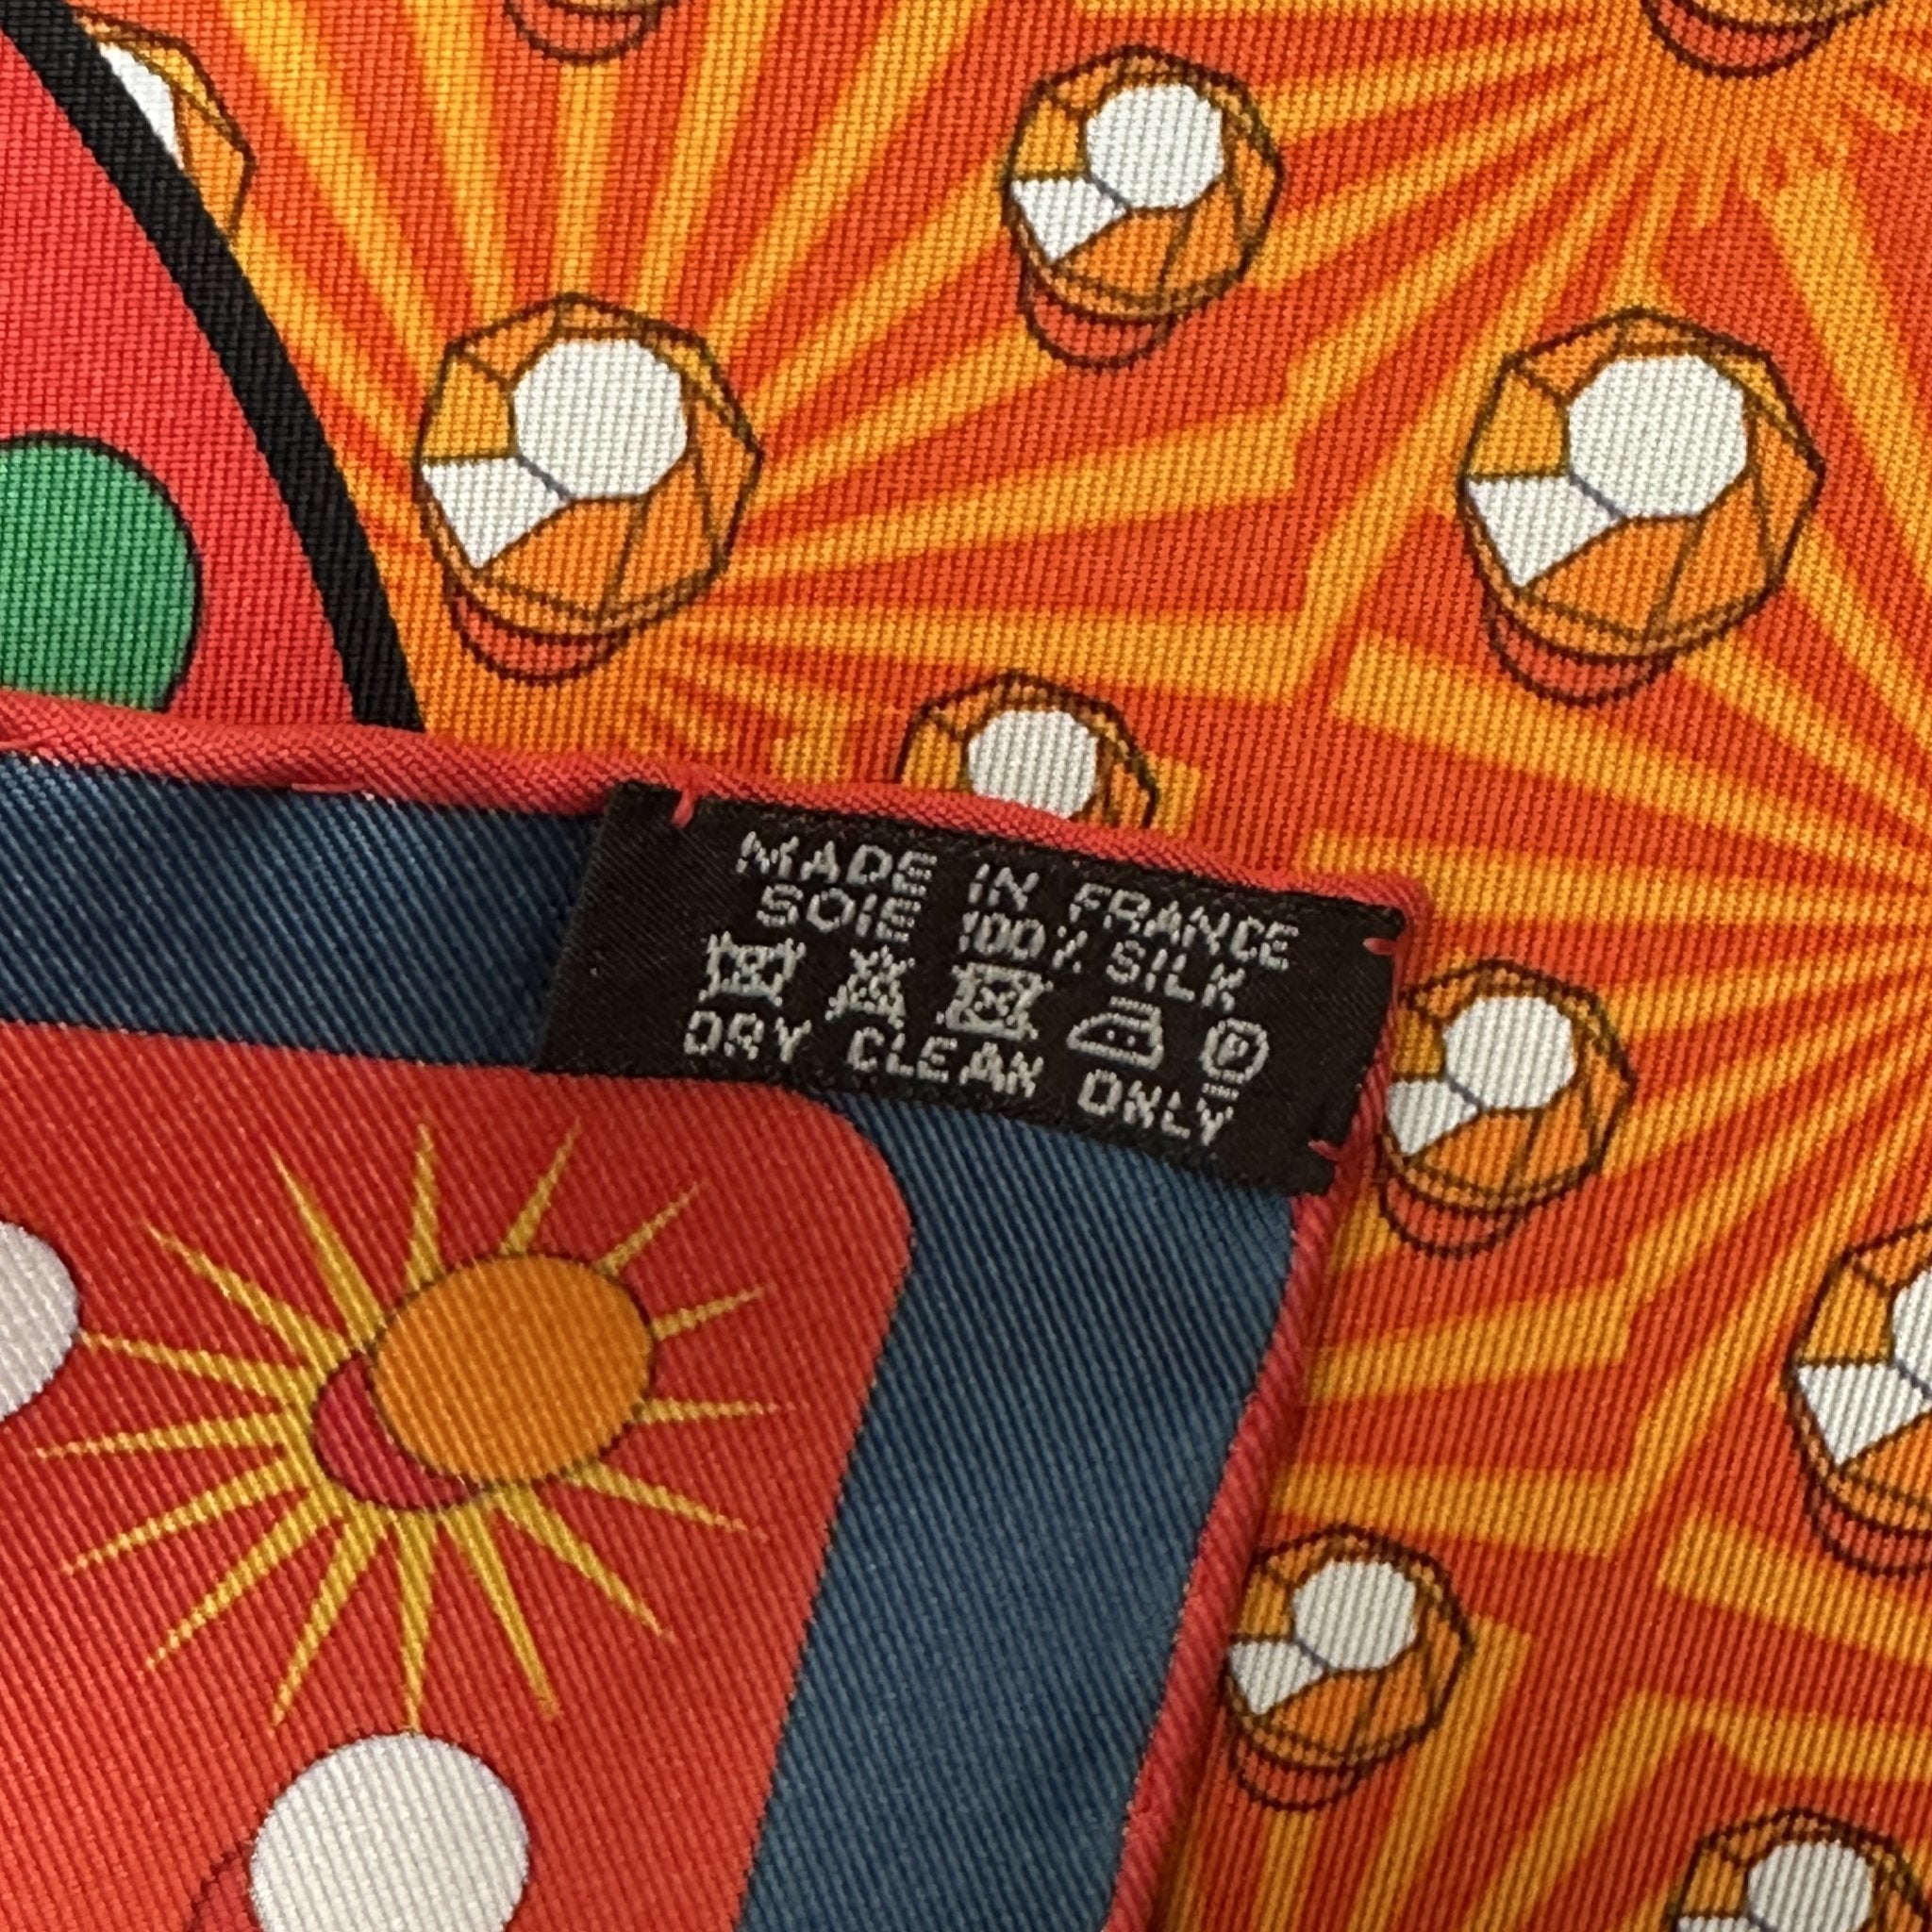 MADE IN FRANCE
SOIE 100% SILK
P
DRY CLEAN ONLY